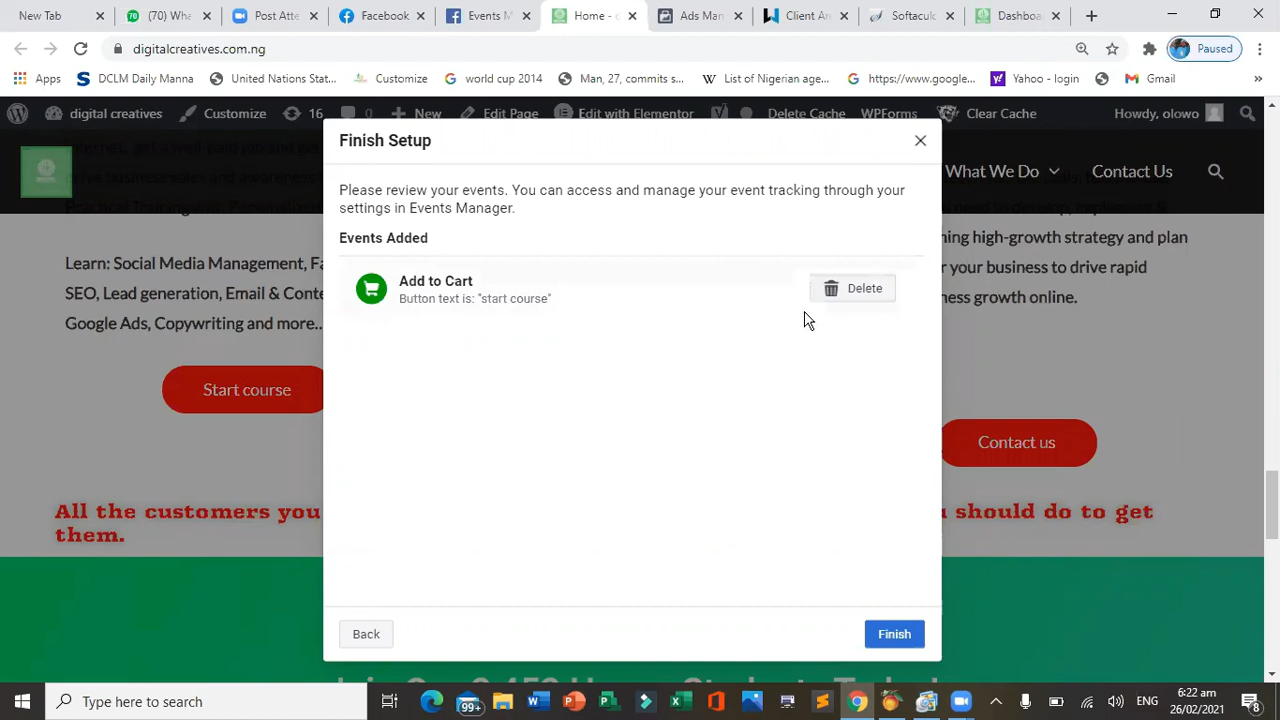 New Tab
(70) Wha
Post Atte
Facebook
Events M
Home -
Ads Man
Client Ar
Softacul
Dashboa
digitalcreatives.com.ng
Paused
Apps
DCLM Daily Manna
United Nations Stat...
Customize
world cup 2014
Man, 27, commits s...
List of Nigerian age...
https://www.google...
Yahoo - login
Gmail
»
digital creatives
Customize
16
0
New
Edit Page
Edit with Elementor
Delete Cache
WPForms
Clear Cache
Howdy, olowo
What We Do
Contact Us
Finish Setup
Please review your events. You can access and manage your event tracking through your
settings in Events Manager.
Events Added
Add to Cart
Button text is: "start course"
Delete
Back
Finish
Learn: Social Media Management, Fa
SEO, Lead generation, Email & Conte
Google Ads, Copywriting and more...
Start course
need to develop, implement &
ning high-growth strategy and plan
your business to drive rapid
ness growth online.
Contact us
All the customers you
should do to get
them.
Type here to search
99+
ENG
6:22 am
26/02/2021
8